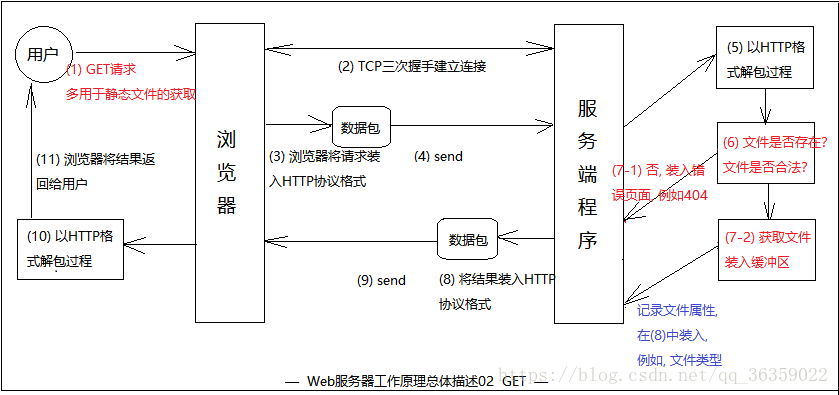 用户
(1) GET请求
多用于静态文件的获取
(2) TCP三次握手建立连接
浏览器
数据包
(3) 浏览器将请求装
入HTTP协议格式
(4) send
服务端程序
(5) 以HTTP格
式解包过程
(6) 文件是否存在?
文件是否合法?
(7-1) 否, 装入错
误页面, 例如404
(7-2) 获取文件
装入缓冲区
记录文件属性,
在(8)中装入,
例如, 文件类型
数据包
(8) 将结果装入HTTP
协议格式
(9) send
(10) 以HTTP格
式解包过程
(11) 浏览器将结果返
回给用户
— Web服务器工作原理总体描述02 GET —
https://blog.csdn.net/qq_36359022